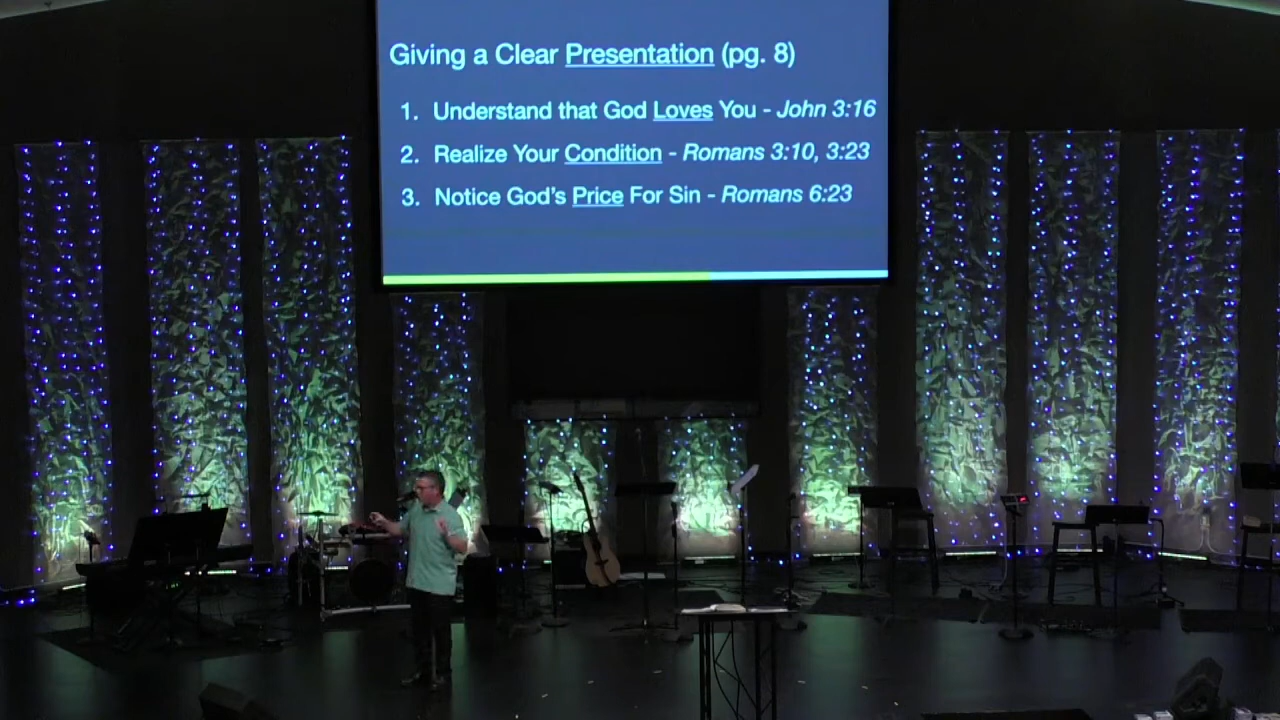 Giving a Clear Presentation (pg. 8)
1. Understand that God Loves You - John 3:16
2. Realize Your Condition - Romans 3:10, 3:23
3. Notice God's Price For Sin - Romans 6:23